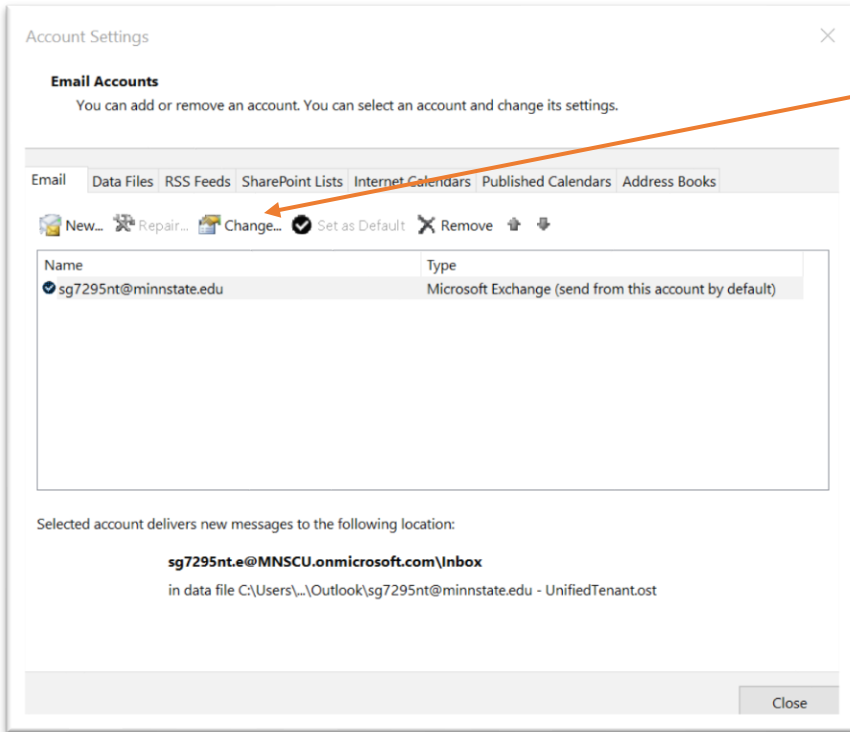 Account Settings
Email Accounts
You can add or remove an account. You can select an account and change its settings.
Email Data Files RSS Feeds SharePoint Lists Internet Calendars Published Calendars Address Books
New... Repair... Change... Set as Default Remove
Name Type
sg7295nt@minnstate.edu Microsoft Exchange (send from this account by default)
Selected account delivers new messages to the following location:
sg7295nt.e@MNSCU.onmicrosoft.com\Inbox
in data file C:\Users\...\Outlook\sg7295nt@minnstate.edu - UnifiedTenant.ost
Close